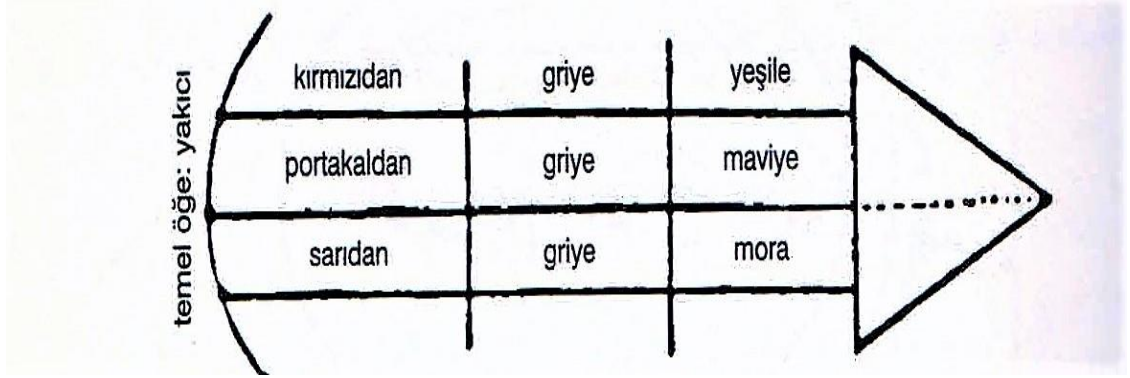 temel öğe: yakıcı
kırmızıdan griye yeşile
portakaldan griye maviye
sarıdan griye mora